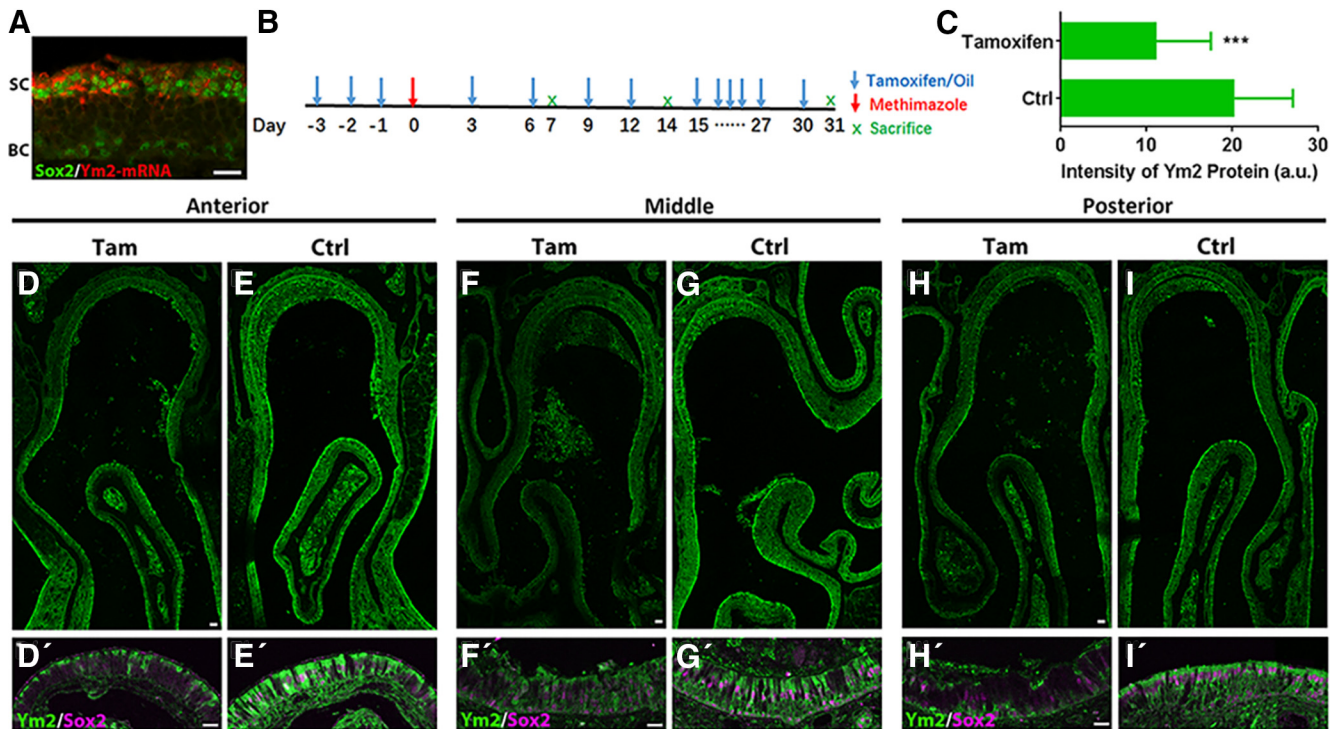 A
B
C
SC
BC
Sox2/Ym2-mRNA
Day
-3 -2 -1 0 3 6 7 9 12 14 15 ...... 27 30 31
Tamoxifen/Oil
Methimazole
x Sacrifice
Tamoxifen
***
Ctrl
0 10 20 30
Intensity of Ym2 Protein (a.u.)
Anterior
Middle
Posterior
Tam
Ctrl
Tam
Ctrl
Tam
Ctrl
D
E
F
G
H
I
D´
E´
F´
G´
H´
I´
Ym2/Sox2
Ym2/Sox2
Ym2/Sox2